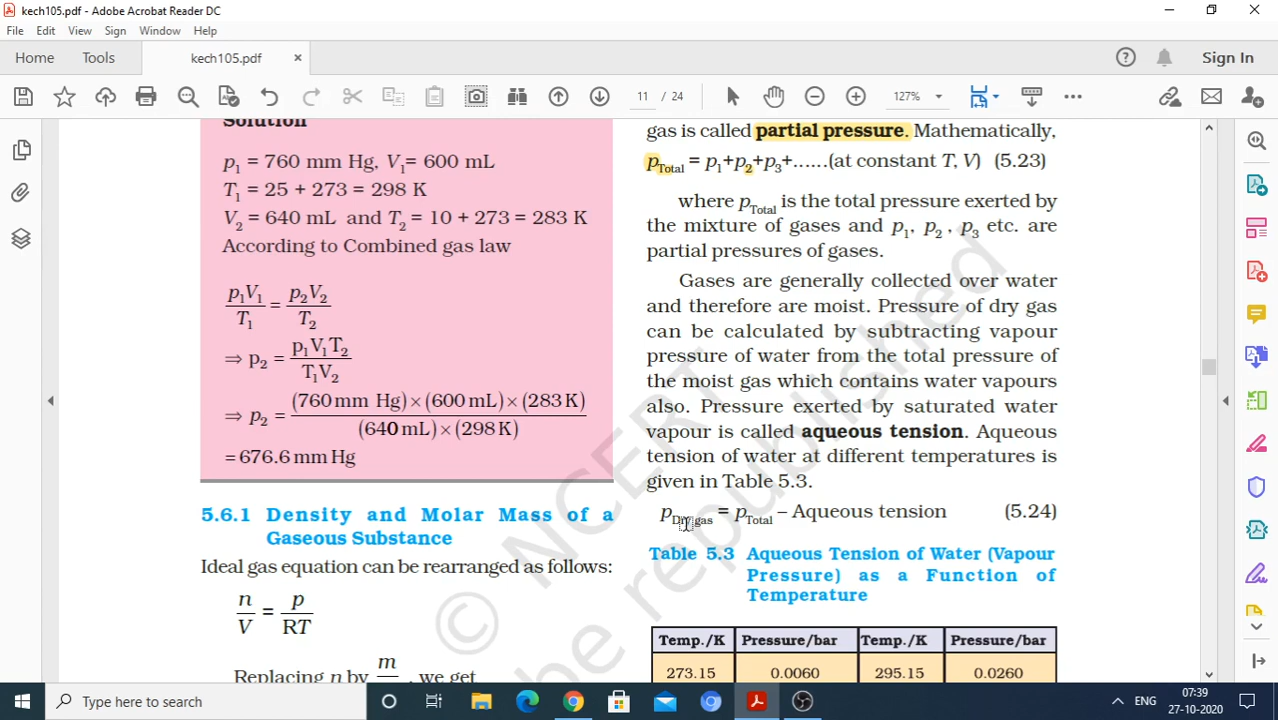 kech105.pdf - Adobe Acrobat Reader DC
File Edit View Sign Window Help
Home Tools kech105.pdf × Sign In
11 / 24 127%
Solution
p1 = 760 mm Hg, V1= 600 mL
T1 = 25 + 273 = 298 K
V2 = 640 mL and T2 = 10 + 273 = 283 K
According to Combined gas law
p1V1/T1 = p2V2/T2
⇒ p2 = p1V1T2/T1V2
⇒ p2 = (760 mm Hg)×(600 mL)×(283 K)/(640 mL)×(298 K)
= 676.6 mm Hg
5.6.1 Density and Molar Mass of a
Gaseous Substance
Ideal gas equation can be rearranged as follows:
n/V = p/RT
Replacing n by m , we get
gas is called partial pressure. Mathematically,
pTotal = p1+p2+p3+......(at constant T, V) (5.23)
where pTotal is the total pressure exerted by
the mixture of gases and p1, p2 , p3 etc. are
partial pressures of gases.
Gases are generally collected over water
and therefore are moist. Pressure of dry gas
can be calculated by subtracting vapour
pressure of water from the total pressure of
the moist gas which contains water vapours
also. Pressure exerted by saturated water
vapour is called aqueous tension. Aqueous
tension of water at different temperatures is
given in Table 5.3.
pDry gas = pTotal – Aqueous tension (5.24)
Table 5.3 Aqueous Tension of Water (Vapour
Pressure) as a Function of
Temperature
Temp./K Pressure/bar Temp./K Pressure/bar
273.15 0.0060 295.15 0.0260
© NCERT
be republished
Type here to search
ENG
07:39
27-10-2020